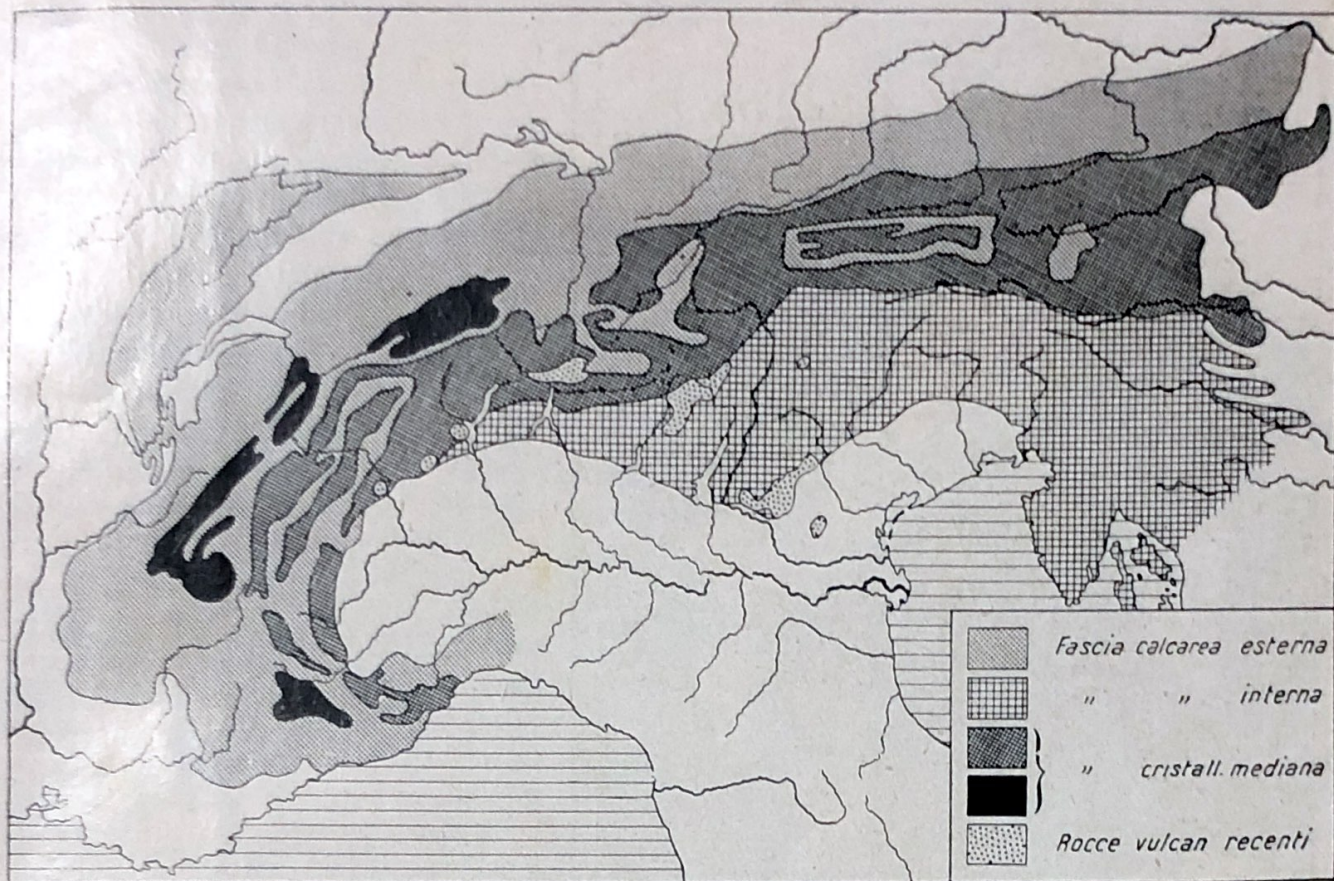 Fascia calcarea esterna
" " interna
" cristall. mediana
Rocce vulcan recenti